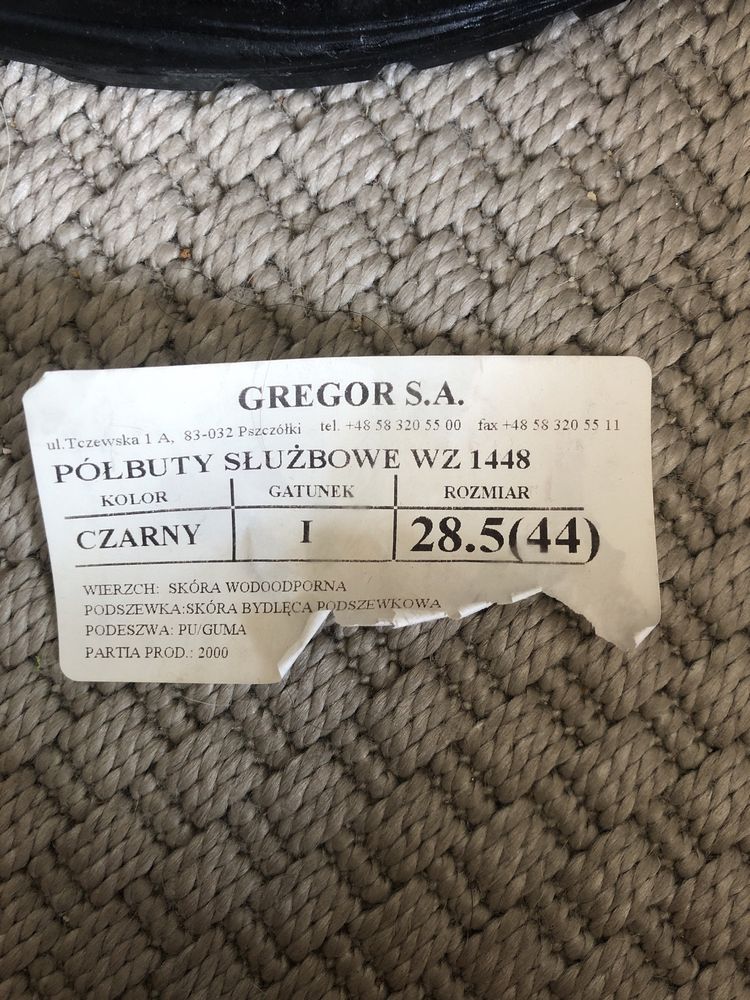 GREGOR S.A.
ul.Tczewska 1 A, 83-032 Pszczółki tel. +48 58 320 55 00 fax +48 58 320 55 11
PÓŁBUTY SŁUŻBOWE WZ 1448
KOLOR GATUNEK ROZMIAR
CZARNY I 28.5(44)
WIERZCH: SKÓRA WODOODPORNA
PODSZEWKA:SKÓRA BYDLĘCA PODSZEWKOWA
PODESZWA: PU/GUMA
PARTIA PROD.: 2000